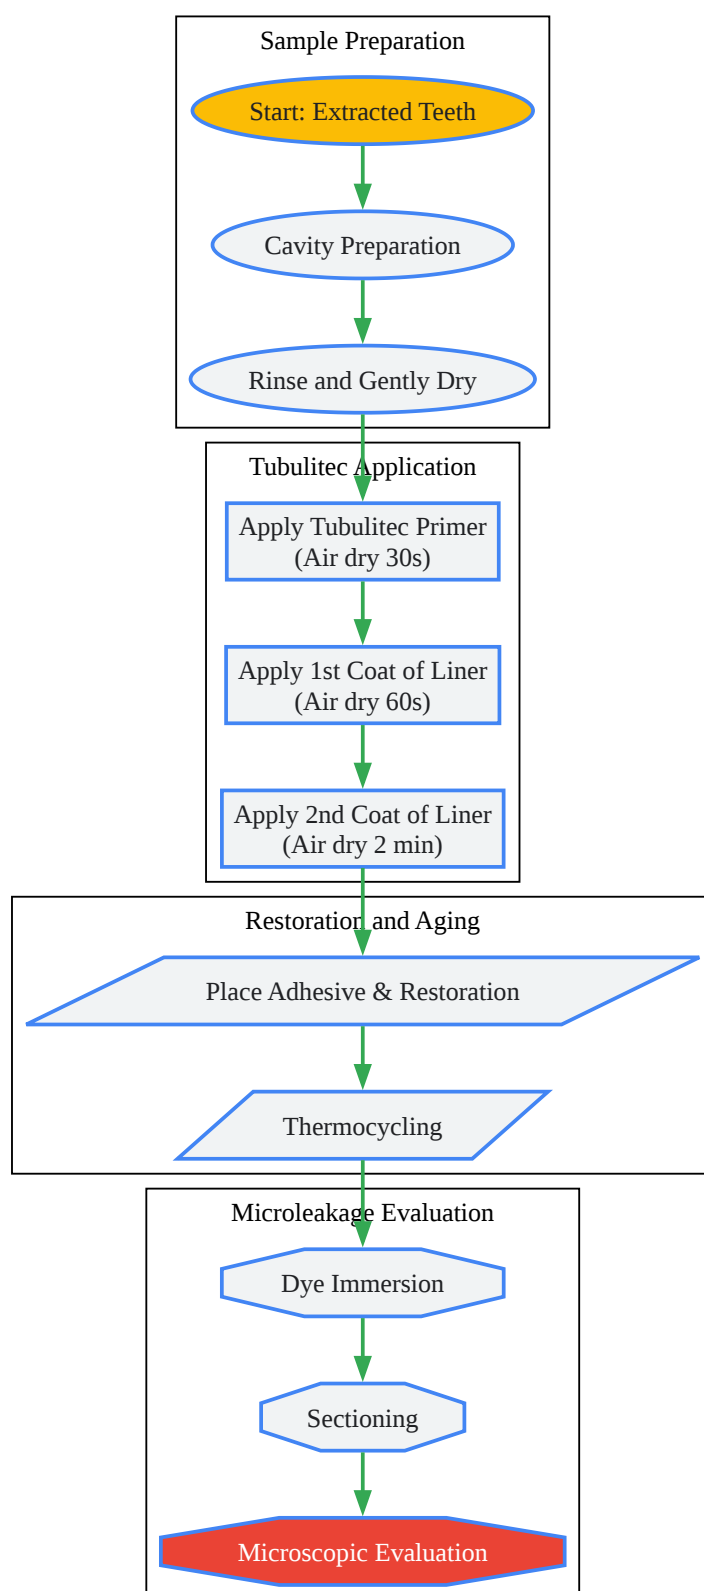 Sample Preparation
Start: Extracted Teeth
Cavity Preparation
Rinse and Gently Dry
Tubulitec Application
Apply Tubulitec Primer
(Air dry 30s)
Apply 1st Coat of Liner
(Air dry 60s)
Apply 2nd Coat of Liner
(Air dry 2 min)
Restoration and Aging
Place Adhesive & Restoration
Thermocycling
Microleakage Evaluation
Dye Immersion
Sectioning
Microscopic Evaluation